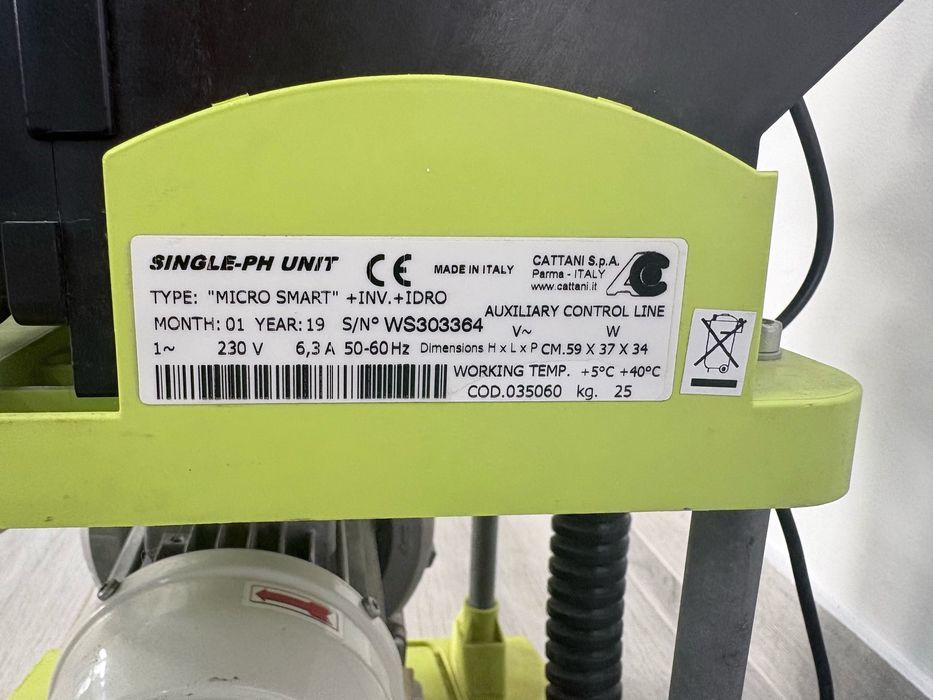 SINGLE-PH UNIT CE MADE IN ITALY
CATTANI S.p.A.
Parma - ITALY
www.cattani.it
TYPE: "MICRO SMART" +INV.+IDRO
AUXILIARY CONTROL LINE
MONTH: 01 YEAR: 19 S/N° WS303364 V~ W
1~ 230 V 6,3 A 50-60 Hz Dimensions H x L x P CM.59 X 37 X 34
WORKING TEMP. +5°C +40°C
COD.035060 kg. 25